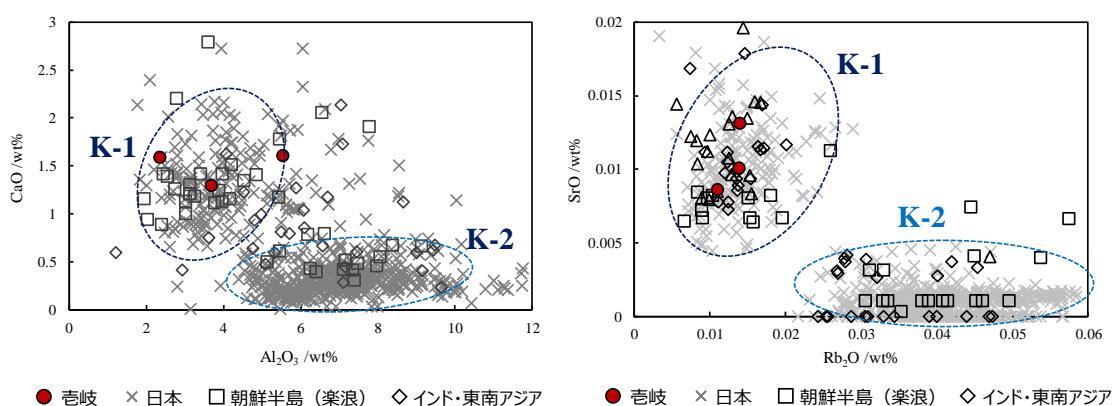 3
2.5
2
1.5
1
0.5
0
CaO /wt%
K-1
K-2
0 2 4 6 8 10 12
Al₂O₃ /wt%
壱岐 日本 朝鮮半島（楽浪） インド・東南アジア
0.02
0.015
0.01
0.005
0
SrO /wt%
K-1
K-2
0 0.01 0.02 0.03 0.04 0.05 0.06
Rb₂O /wt%
壱岐 日本 朝鮮半島（楽浪） インド・東南アジア